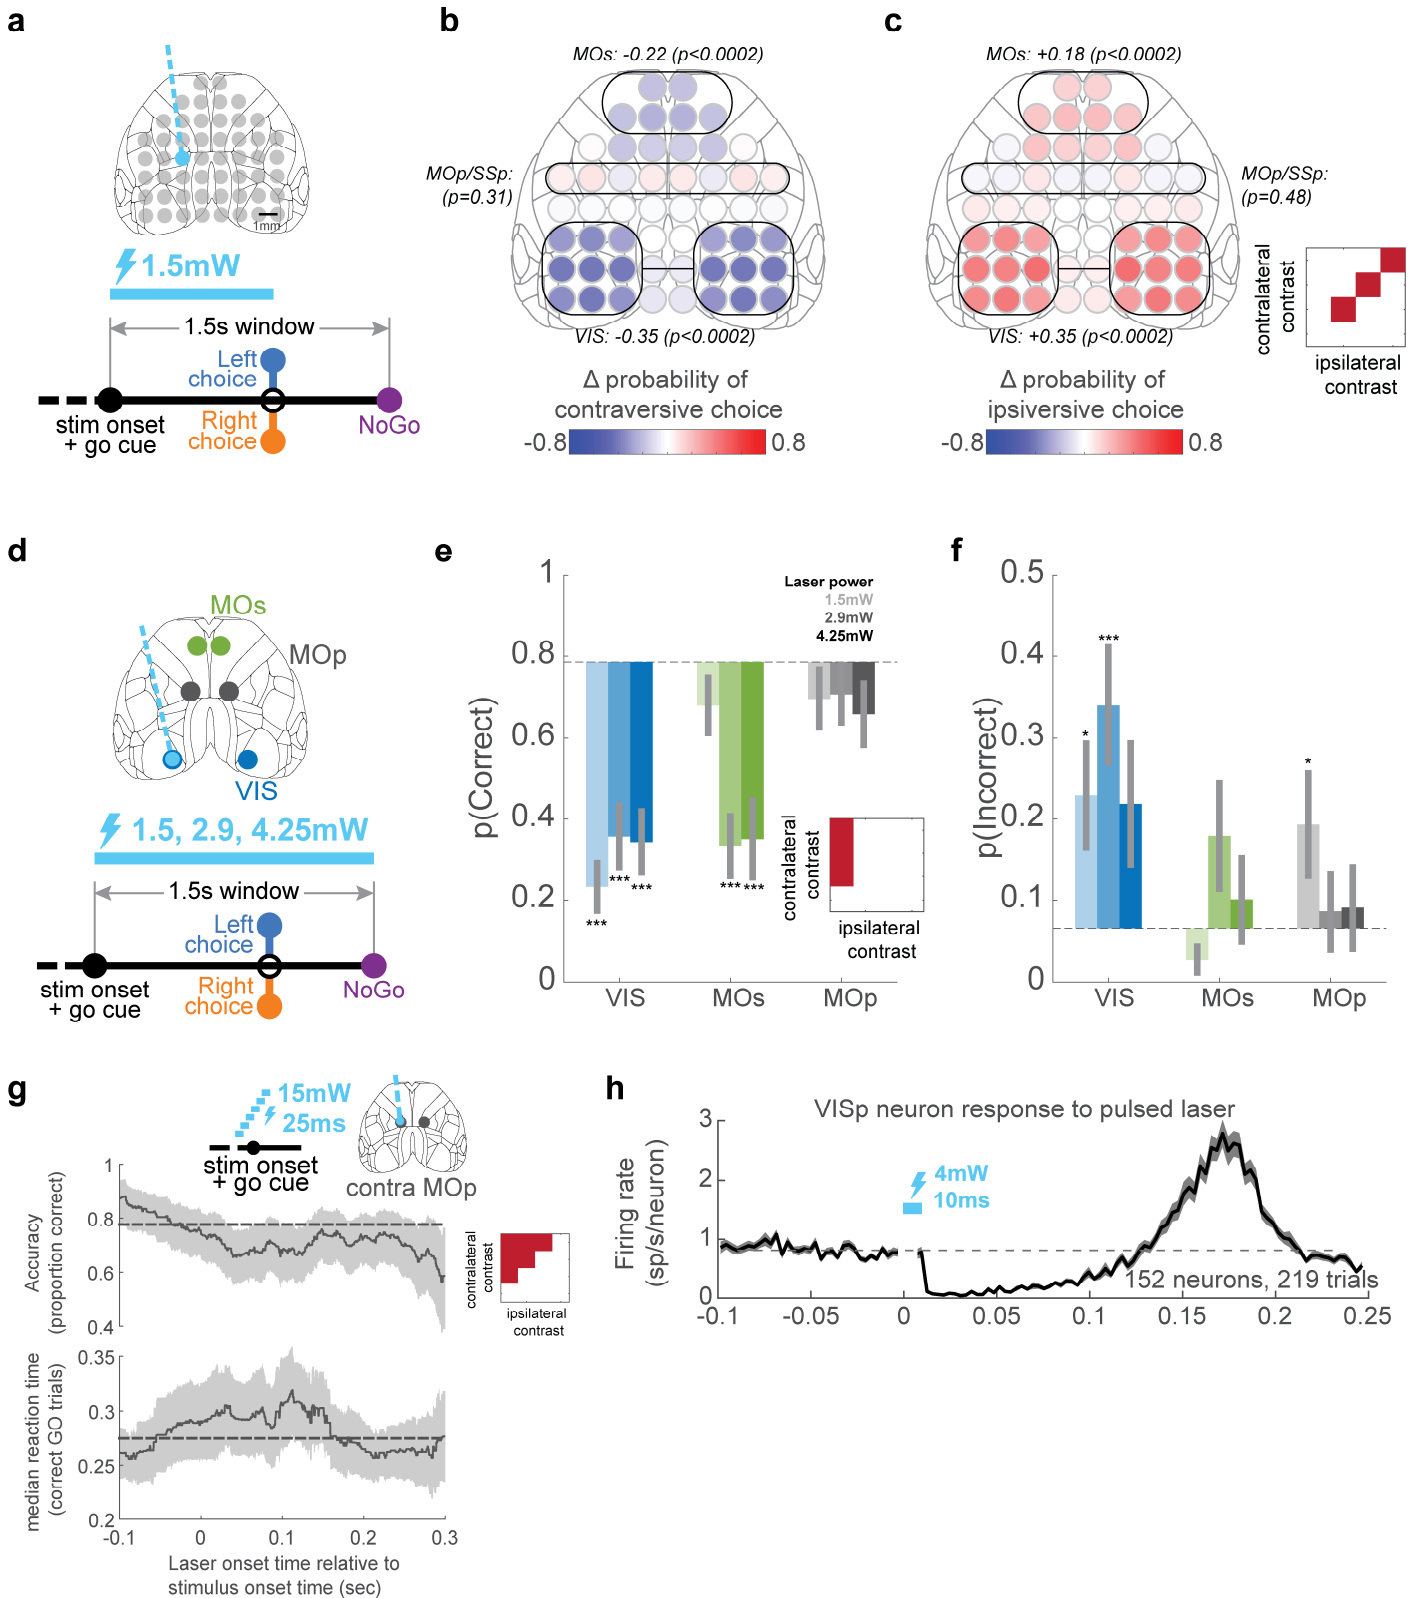 a
1mm
1.5mW
1.5s window
Left
choice
Right
choice
stim onset
+ go cue
NoGo
b
MOs: -0.22 (p<0.0002)
MOp/SSp:
(p=0.31)
VIS: -0.35 (p<0.0002)
Δ probability of
contraversive choice
-0.8
0.8
c
MOs: +0.18 (p<0.0002)
MOp/SSp:
(p=0.48)
VIS: +0.35 (p<0.0002)
Δ probability of
ipsiversive choice
-0.8
0.8
contralateral
contrast
ipsilateral
contrast
d
MOs
MOp
VIS
1.5, 2.9, 4.25mW
1.5s window
Left
choice
Right
choice
stim onset
+ go cue
NoGo
e
p(Correct)
1
0.8
0.6
0.4
0.2
0
Laser power
1.5mW
2.9mW
4.25mW
***
***
***
***
***
contralateral
contrast
ipsilateral
contrast
VIS
MOs
MOp
f
p(Incorrect)
0.5
0.4
0.3
0.2
0.1
0
*
***
*
VIS
MOs
MOp
g
15mW
25ms
stim onset
+ go cue
contra MOp
Accuracy
(proportion correct)
1
0.8
0.6
0.4
contralateral
contrast
ipsilateral
contrast
median reaction time
(correct GO trials)
0.35
0.3
0.25
0.2
-0.1
0
0.1
0.2
0.3
Laser onset time relative to
stimulus onset time (sec)
h
VISp neuron response to pulsed laser
Firing rate
(sp/s/neuron)
3
2
1
0
4mW
10ms
152 neurons, 219 trials
-0.1
-0.05
0
0.05
0.1
0.15
0.2
0.25